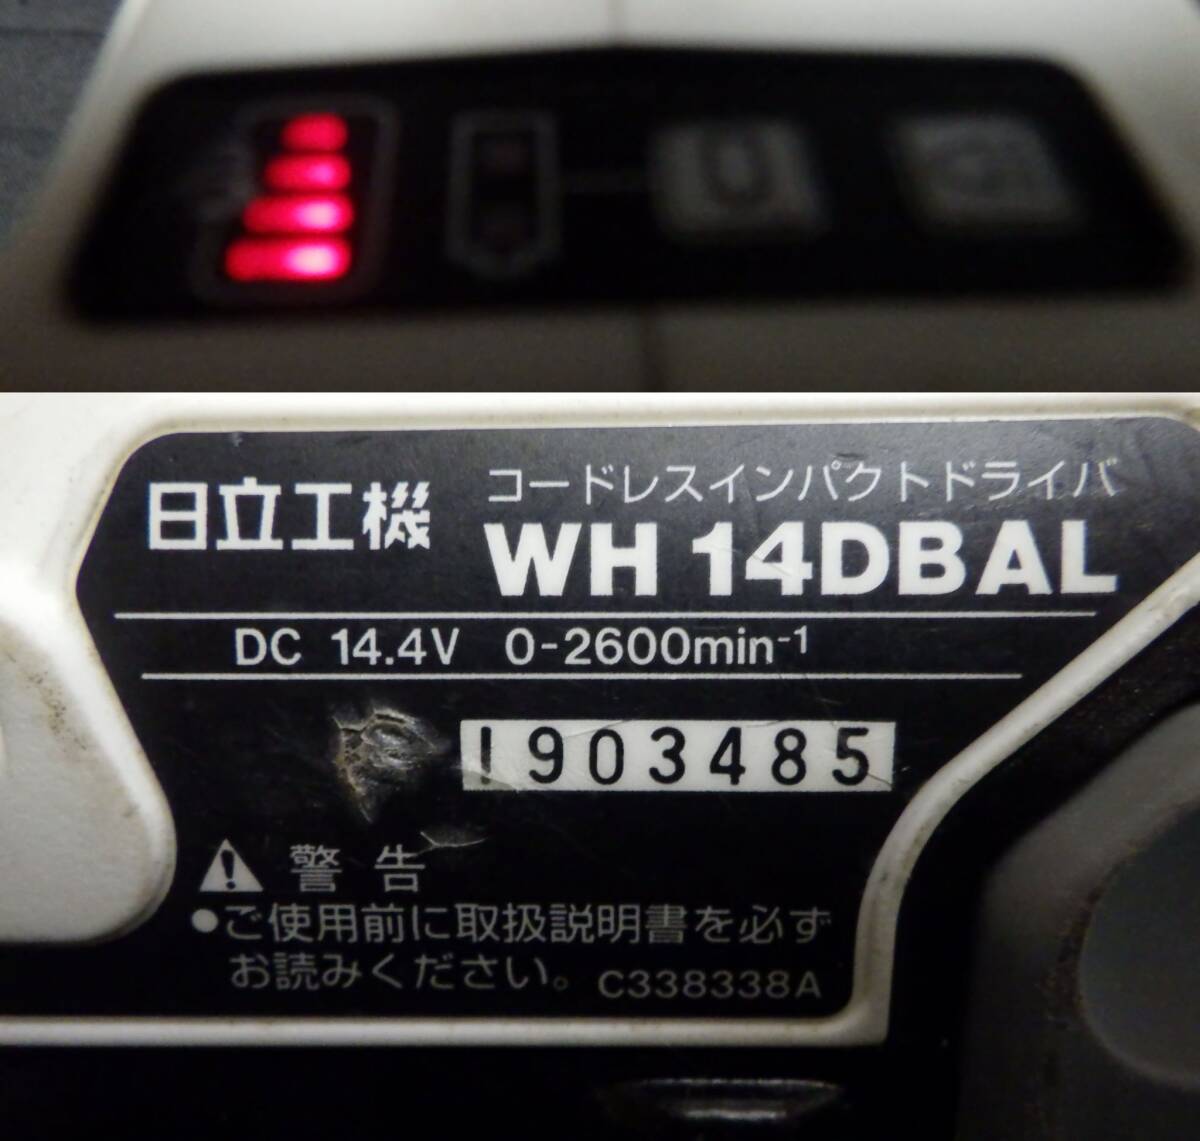 日立工機
コードレスインパクトドライバ
WH 14DBAL
DC 14.4V 0-2600min⁻¹
I903485
警告
●ご使用前に取扱説明書を必ず
お読みください。 C338338A